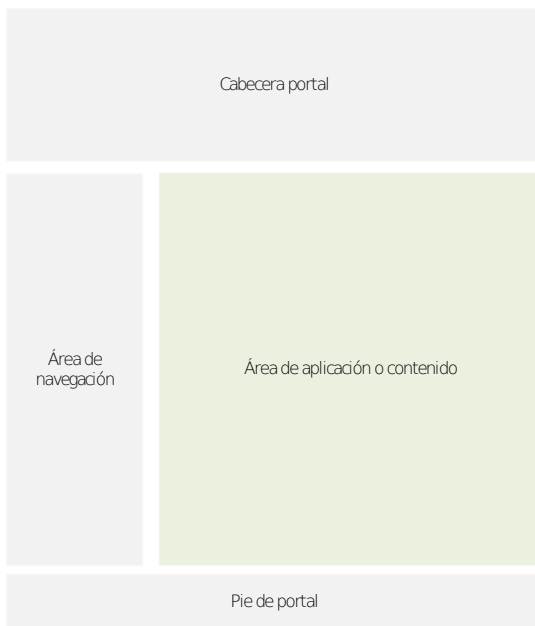 Cabecera portal
Área de
navegación
Área de aplicación o contenido
Pie de portal